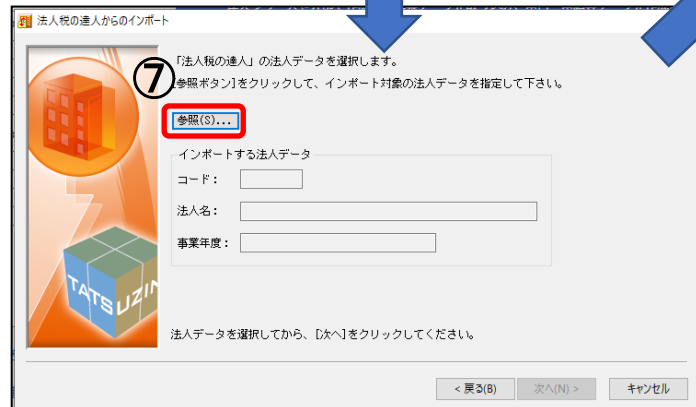 法人税の達人からのインポート
「法人税の達人」の法人データを選択します。
⑦
[参照ボタン]をクリックして、インポート対象の法人データを指定して下さい。
参照(S)...
インポートする法人データ
コード：
法人名：
事業年度：
TATSUZIN
法人データを選択してから、[次へ]をクリックしてください。
< 戻る(B)
次へ(N) >
キャンセル